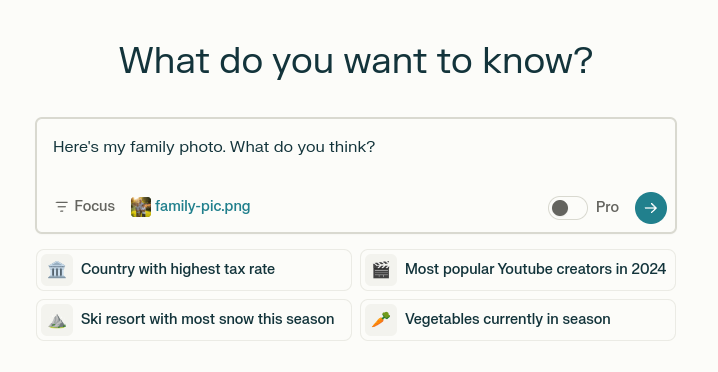 What do you want to know?
Here's my family photo. What do you think?
Focus family-pic.png Pro
Country with highest tax rate
Most popular Youtube creators in 2024
Ski resort with most snow this season
Vegetables currently in season